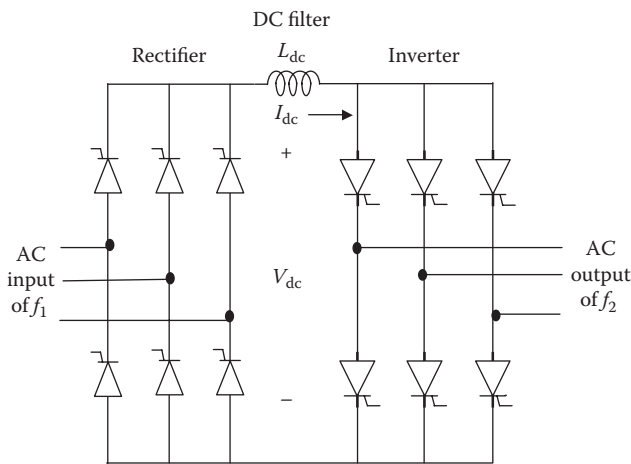 DC filter
Rectifier
L_dc
Inverter
I_dc
+
AC
input
of f_1
V_dc
AC
output
of f_2
–